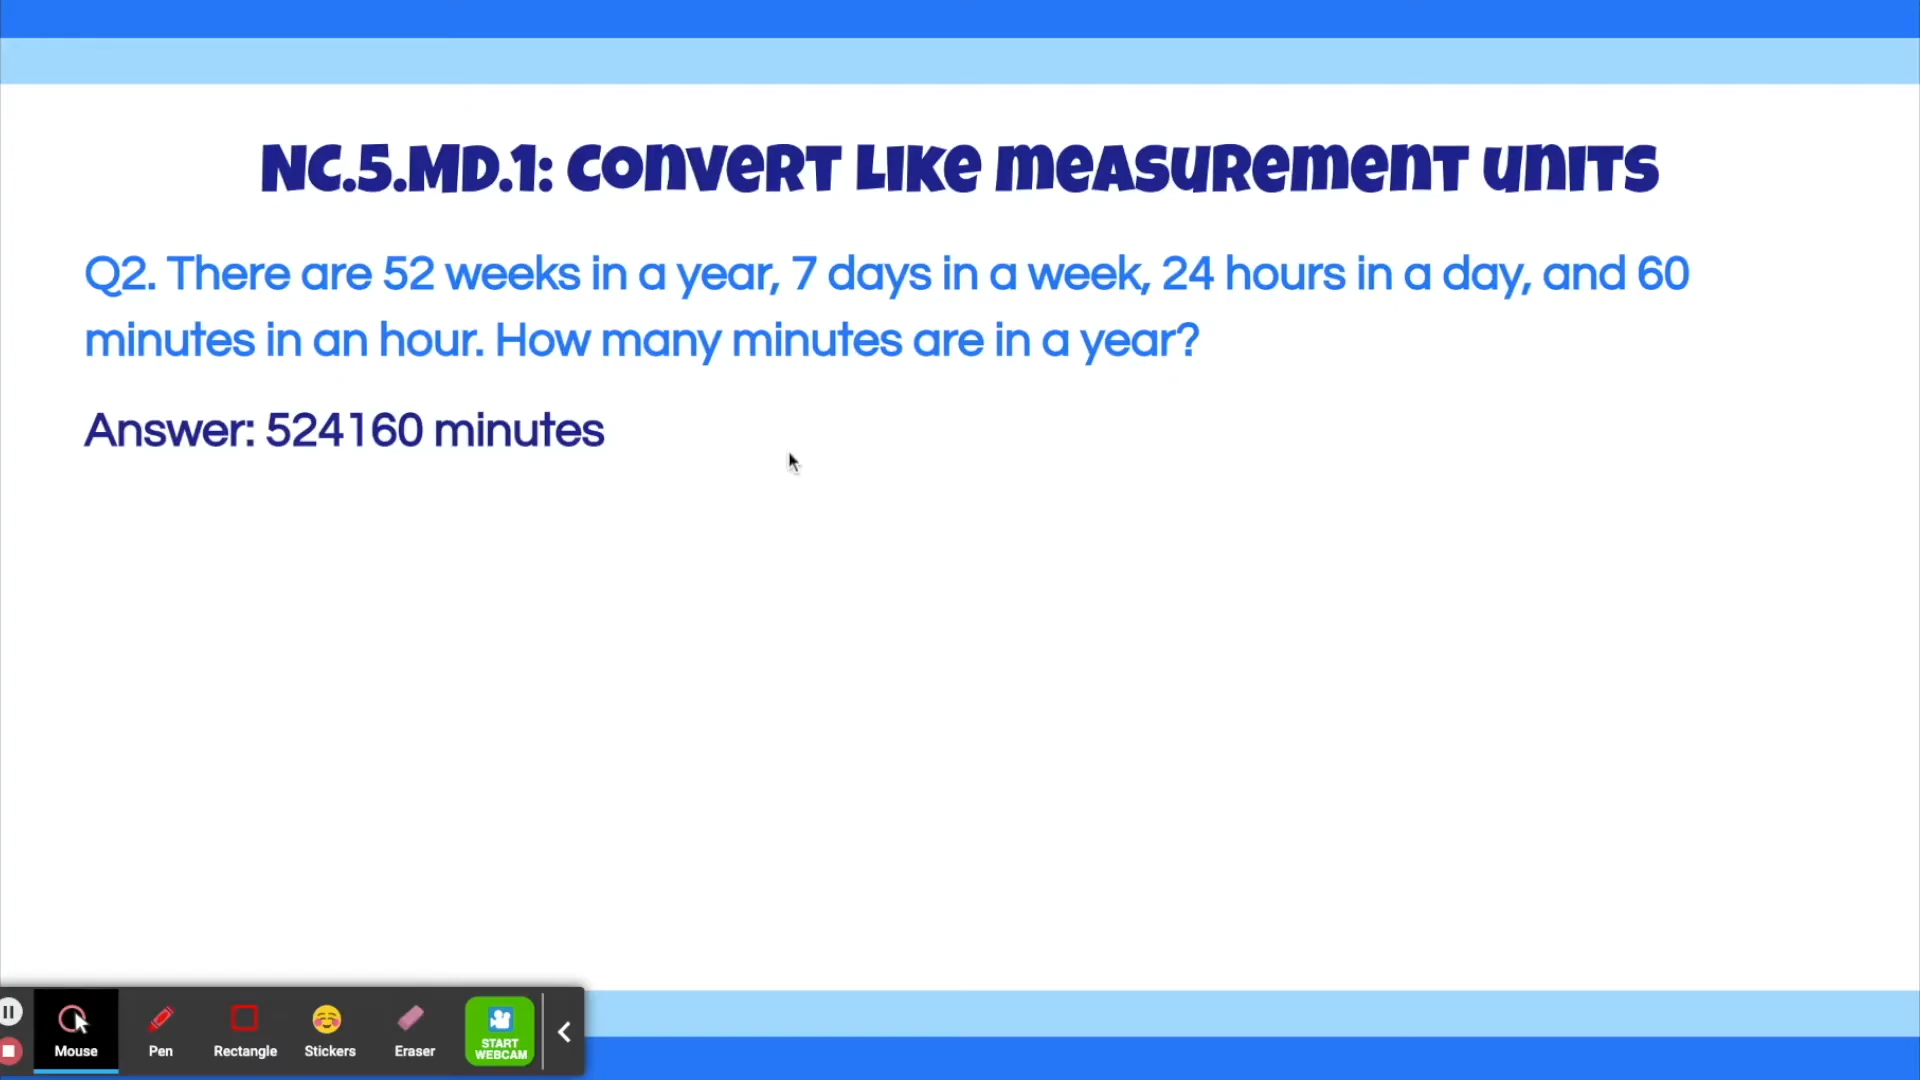 NC.5.MD.1: Convert like measurement units
Q2. There are 52 weeks in a year, 7 days in a week, 24 hours in a day, and 60
minutes in an hour. How many minutes are in a year?
Answer: 524160 minutes
Mouse
Pen
Rectangle
Stickers
Eraser
START
WEBCAM